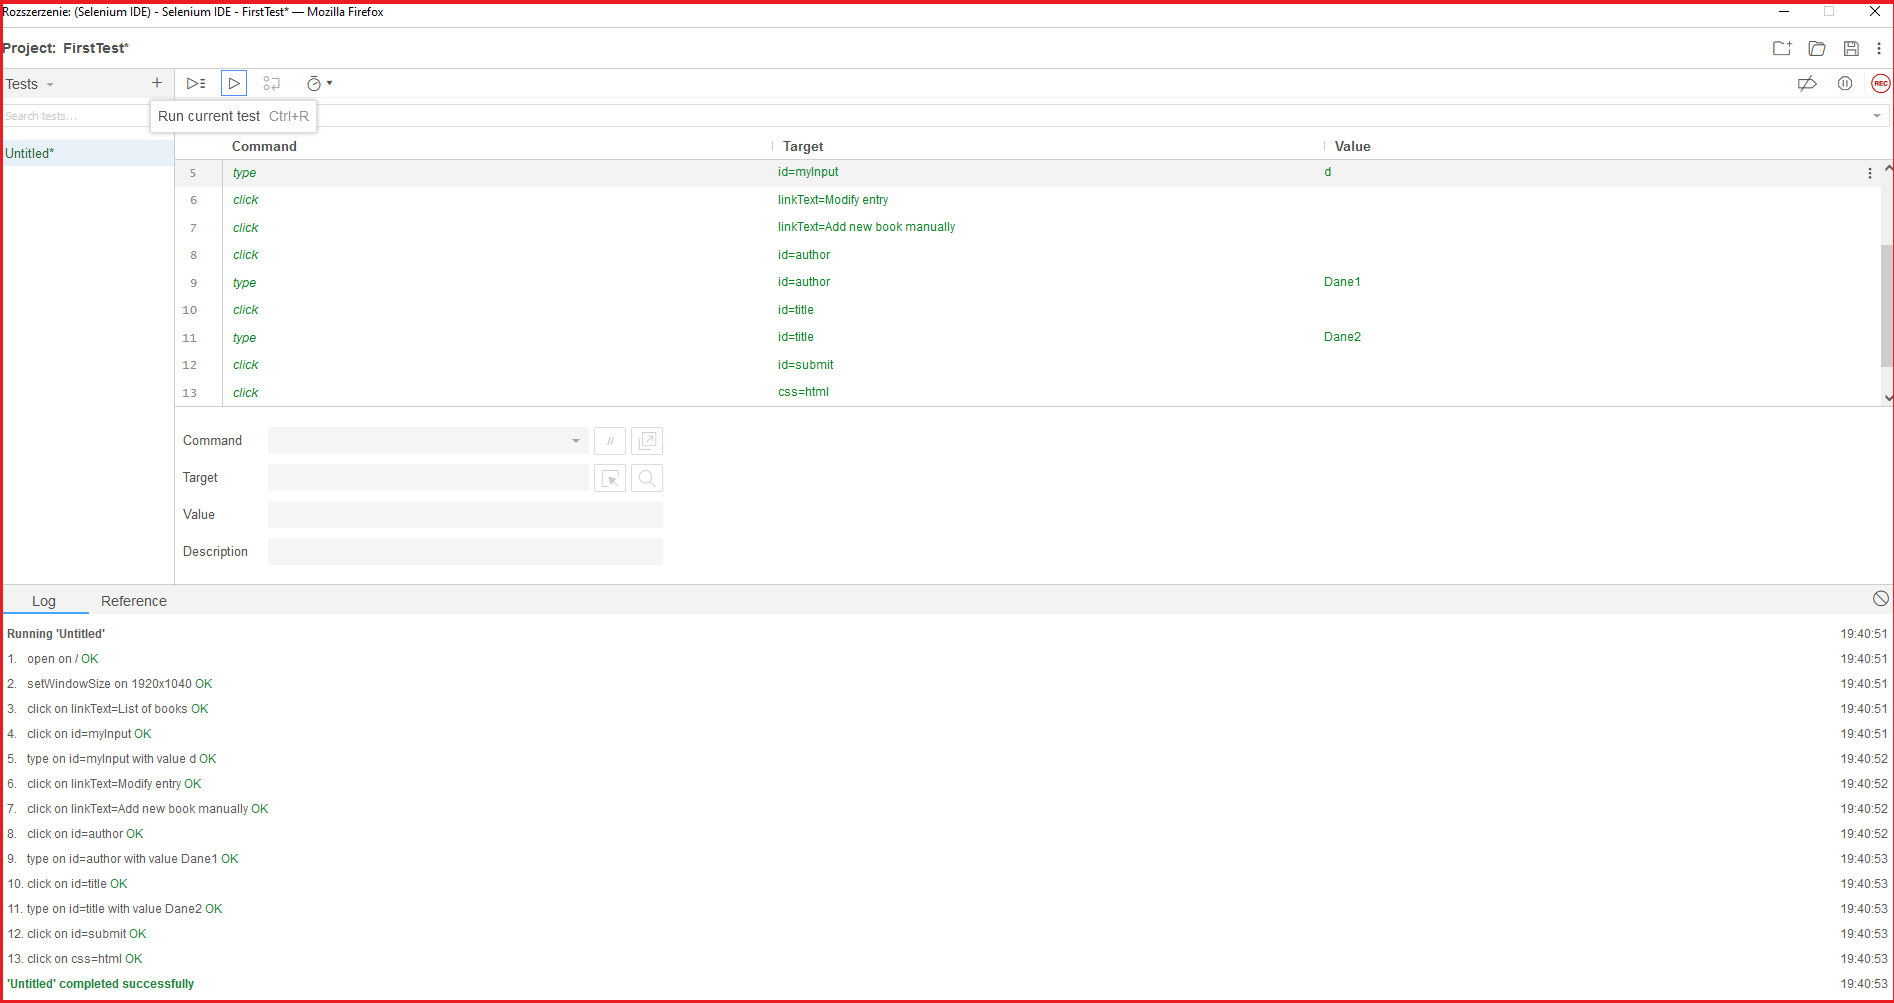 Rozszerzenie: (Selenium IDE) - Selenium IDE - FirstTest* — Mozilla Firefox
Project: FirstTest*
Tests
REC
Run current test Ctrl+R
Search tests...
Untitled*
Command Target Value
5 type id=myInput d
6 click linkText=Modify entry
7 click linkText=Add new book manually
8 click id=author
9 type id=author Dane1
10 click id=title
11 type id=title Dane2
12 click id=submit
13 click css=html
Command //
Target
Value
Description
Log Reference
Running 'Untitled' 19:40:51
1. open on / OK 19:40:51
2. setWindowSize on 1920x1040 OK 19:40:51
3. click on linkText=List of books OK 19:40:51
4. click on id=myInput OK 19:40:51
5. type on id=myInput with value d OK 19:40:52
6. click on linkText=Modify entry OK 19:40:52
7. click on linkText=Add new book manually OK 19:40:52
8. click on id=author OK 19:40:52
9. type on id=author with value Dane1 OK 19:40:53
10. click on id=title OK 19:40:53
11. type on id=title with value Dane2 OK 19:40:53
12. click on id=submit OK 19:40:53
13. click on css=html OK 19:40:53
'Untitled' completed successfully 19:40:53